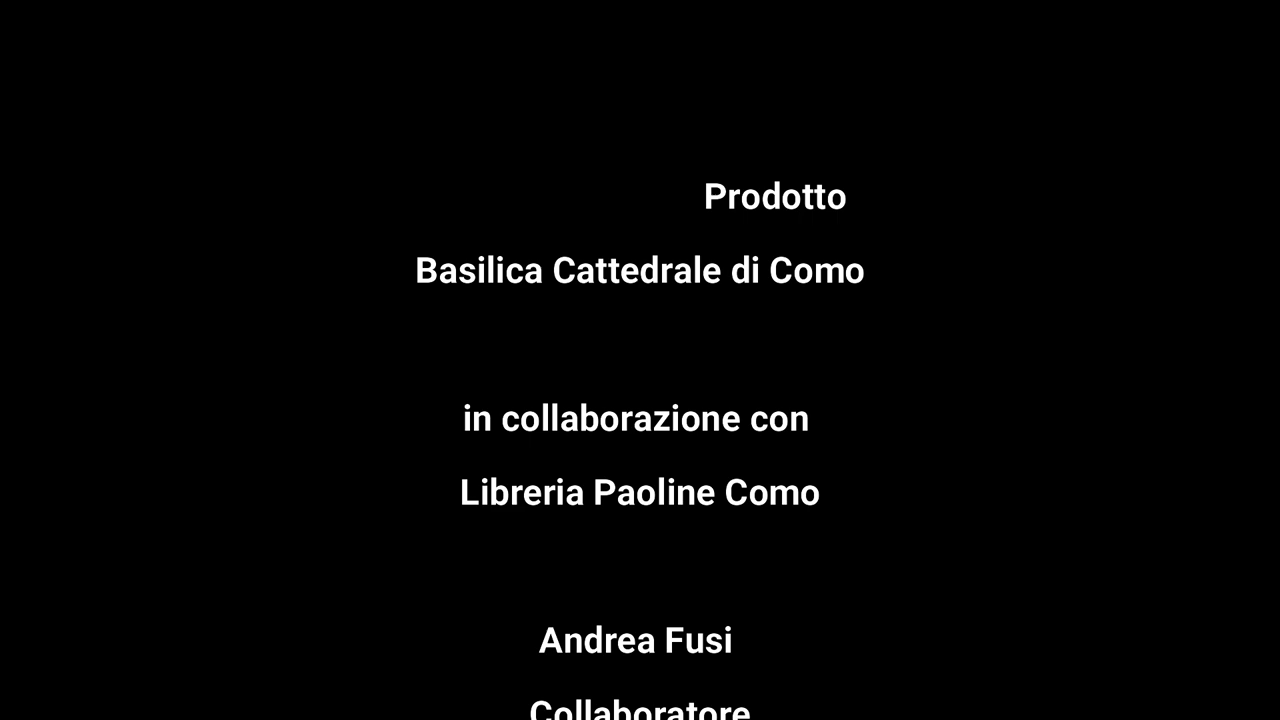 Prodotto
Basilica Cattedrale di Como
in collaborazione con
Libreria Paoline Como
Andrea Fusi
Collaboratore